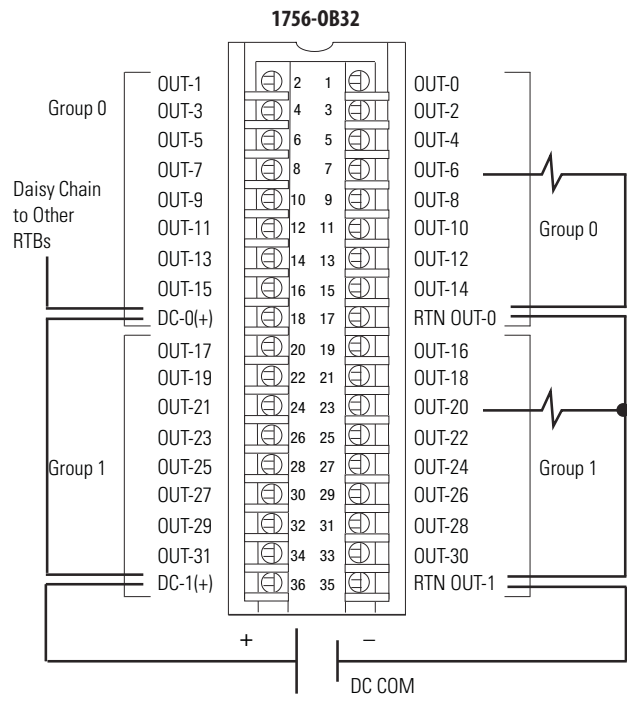 1756-OB32
Group 0
OUT-1 2 1 OUT-0
OUT-3 4 3 OUT-2
OUT-5 6 5 OUT-4
OUT-7 8 7 OUT-6
Daisy Chain
to Other
RTBs
OUT-9 10 9 OUT-8
OUT-11 12 11 OUT-10
Group 0
OUT-13 14 13 OUT-12
OUT-15 16 15 OUT-14
DC-0(+) 18 17 RTN OUT-0
OUT-17 20 19 OUT-16
OUT-19 22 21 OUT-18
OUT-21 24 23 OUT-20
OUT-23 26 25 OUT-22
Group 1
OUT-25 28 27 OUT-24
Group 1
OUT-27 30 29 OUT-26
OUT-29 32 31 OUT-28
OUT-31 34 33 OUT-30
DC-1(+) 36 35 RTN OUT-1
+ –
DC COM